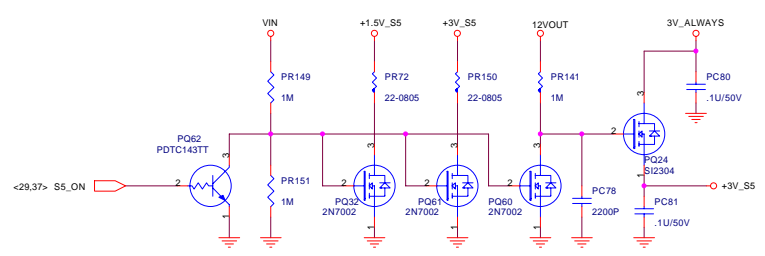 VIN
+1.5V_S5
+3V_S5
12VOUT
3V_ALWAYS
PR149
1M
PR72
22-0805
PR150
22-0805
PR141
1M
PC80
.1U/50V
PQ62
PDTC143TT
3
3
3
3
3
2
PQ24
SI2304
<29,37> S5_ON
2
PR151
1M
2
PQ32
2N7002
2
PQ61
2N7002
2
PQ60
2N7002
PC78
2200P
1
+3V_S5
PC81
.1U/50V
1
1
1
1